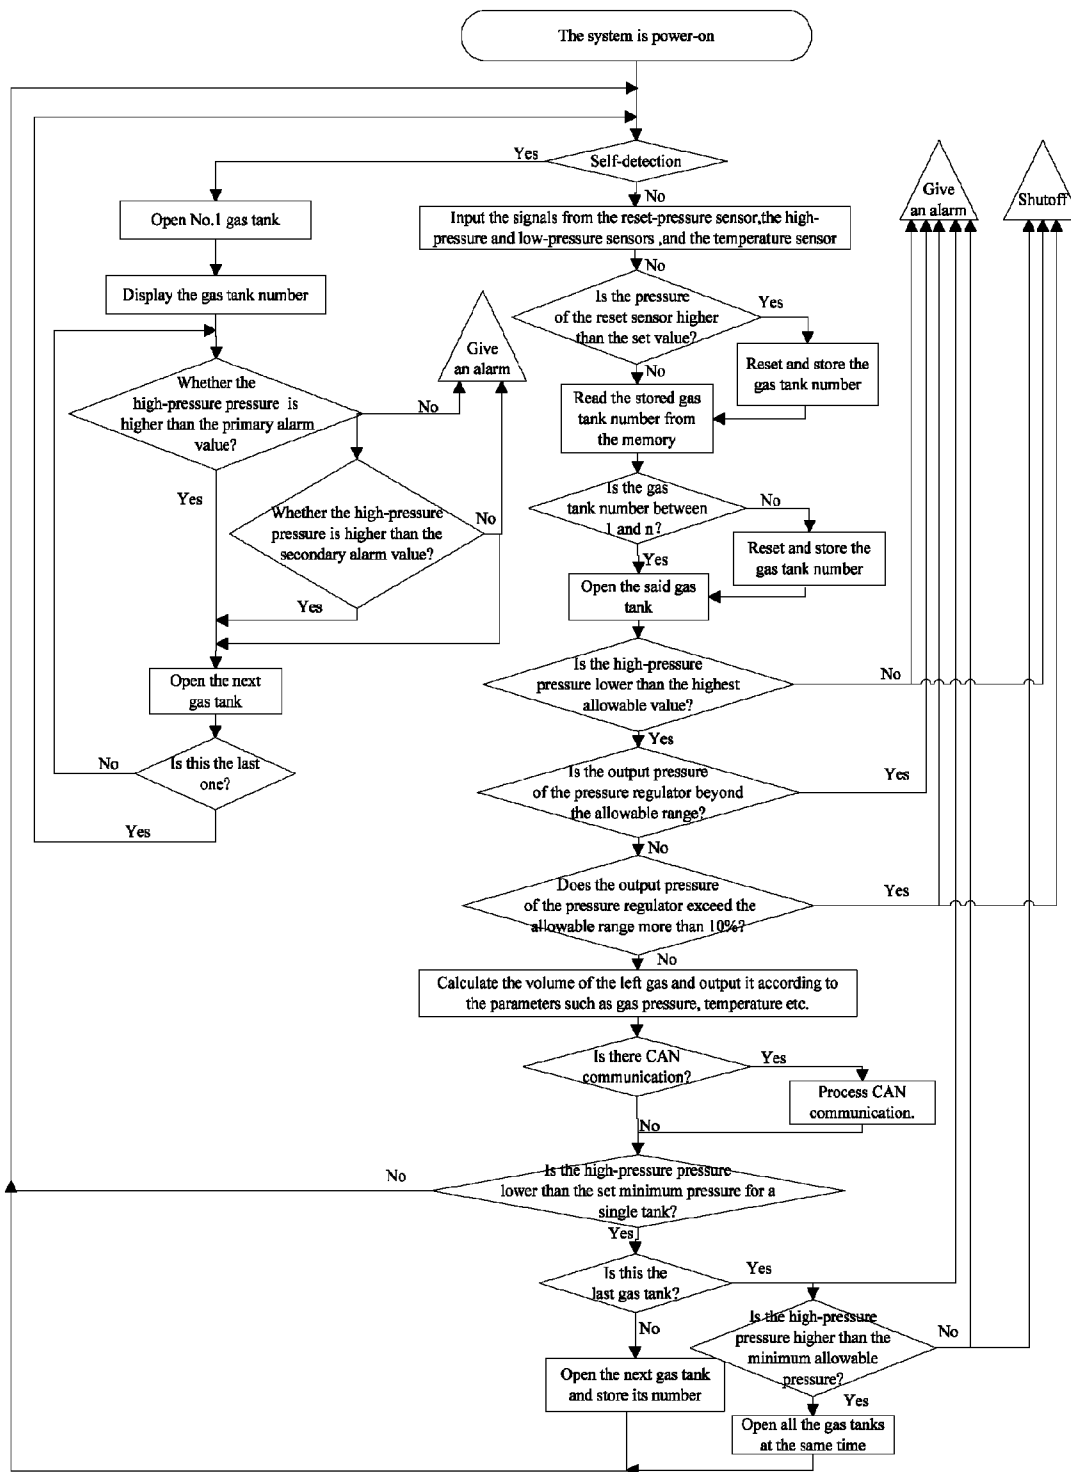 The system is power-on
Yes
Self-detection
No
Open No.1 gas tank
Input the signals from the reset-pressure sensor,the high-
pressure and low-pressure sensors ,and the temperature sensor
Give
an alarm
Shutoff
No
Display the gas tank number
Is the pressure
of the reset sensor higher
than the set value?
Yes
Give
an alarm
Reset and store the
gas tank number
No
Whether the
high-pressure pressure is
higher than the primary alarm
value?
No
Read the stored gas
tank number from
the memory
Yes
Whether the high-pressure
pressure is higher than the
secondary alarm value?
No
Is the gas
tank number between
1 and n?
No
Reset and store the
gas tank number
Yes
Yes
Open the said gas
tank
Open the next
gas tank
Is the high-pressure
pressure lower than the highest
allowable value?
No
Yes
Is this the last
one?
No
Yes
Is the output pressure
of the pressure regulator beyond
the allowable range?
Yes
No
Does the output pressure
of the pressure regulator exceed the
allowable range more than 10%?
Yes
No
Calculate the volume of the left gas and output it according to
the parameters such as gas pressure, temperature etc.
Is there CAN
communication?
Yes
Process CAN
communication.
No
Is the high-pressure pressure
lower than the set minimum pressure for a
single tank?
No
Yes
Is this the
last gas tank?
Yes
No
Is the high-pressure
pressure higher than the
minimum allowable
pressure?
No
Open the next gas tank
and store its number
Yes
Open all the gas tanks
at the same time